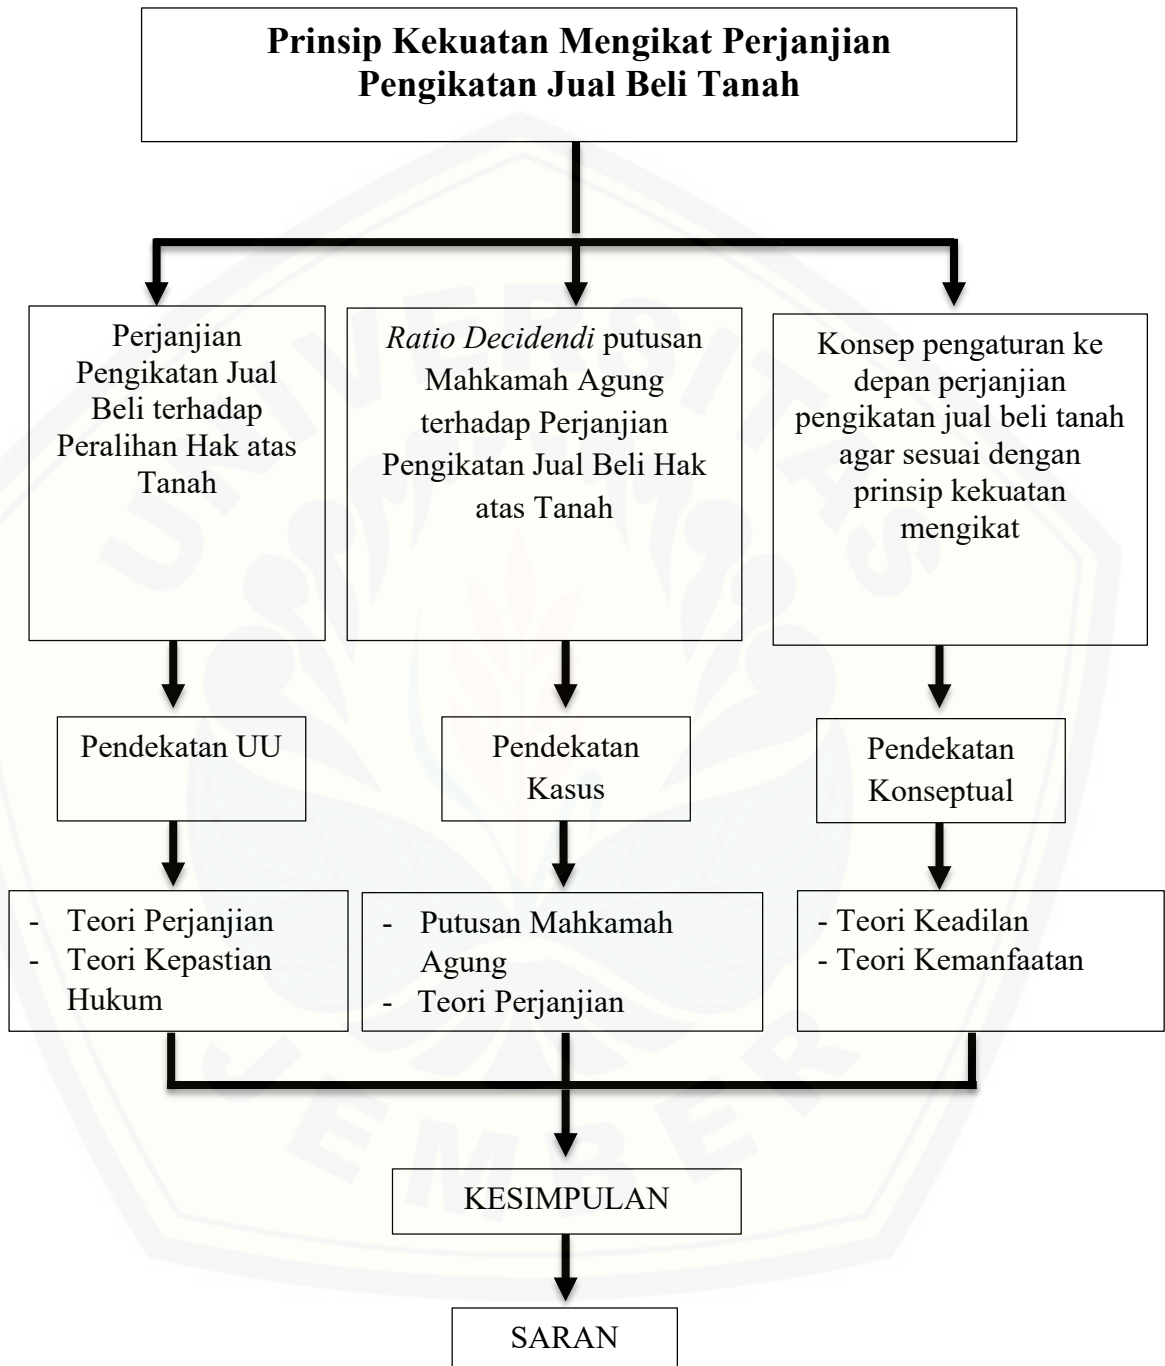 Prinsip Kekuatan Mengikat Perjanjian
Pengikatan Jual Beli Tanah
Perjanjian
Pengikatan Jual
Beli terhadap
Peralihan Hak atas
Tanah
Ratio Decidendi putusan
Mahkamah Agung
terhadap Perjanjian
Pengikatan Jual Beli Hak
atas Tanah
Konsep pengaturan ke
depan perjanjian
pengikatan jual beli tanah
agar sesuai dengan
prinsip kekuatan
mengikat
Pendekatan UU
Pendekatan
Kasus
Pendekatan
Konseptual
- Teori Perjanjian
- Teori Kepastian
Hukum
- Putusan Mahkamah
Agung
- Teori Perjanjian
- Teori Keadilan
- Teori Kemanfaatan
KESIMPULAN
SARAN
UNIVERSITAS
JEMBER